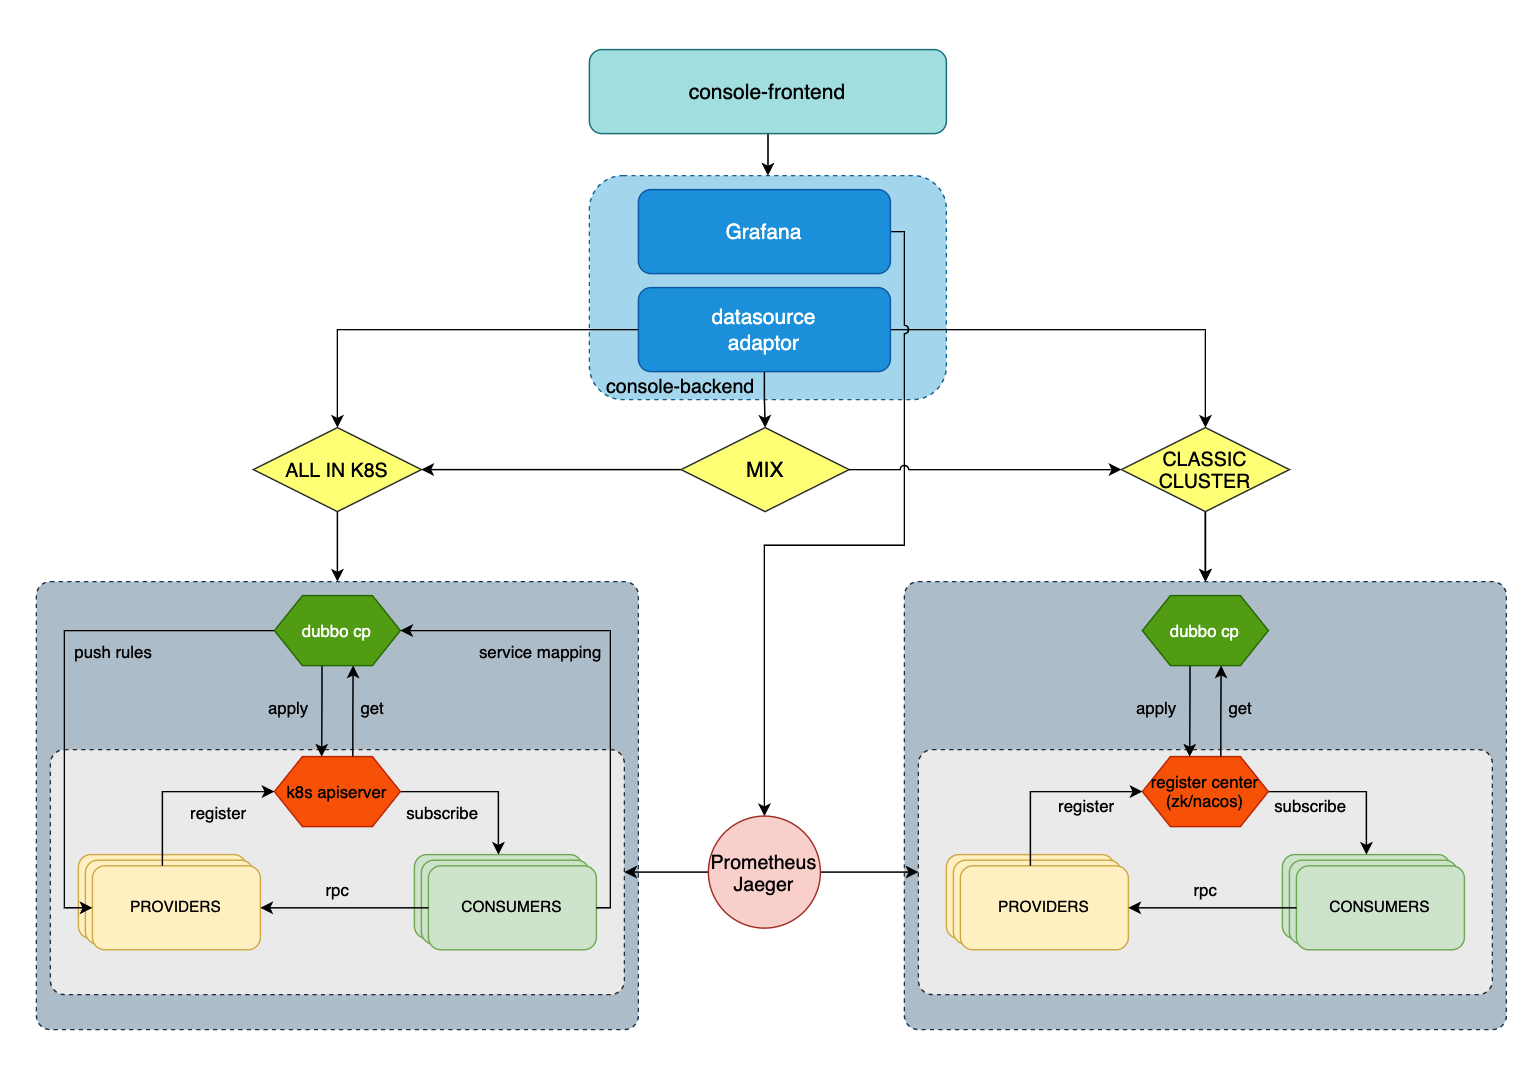 console-frontend
Grafana
datasource
adaptor
console-backend
ALL IN K8S
MIX
CLASSIC
CLUSTER
dubbo cp
push rules
service mapping
apply
get
k8s apiserver
register
subscribe
PROVIDERS
rpc
CONSUMERS
Prometheus
Jaeger
dubbo cp
apply
get
register center
(zk/nacos)
register
subscribe
PROVIDERS
rpc
CONSUMERS